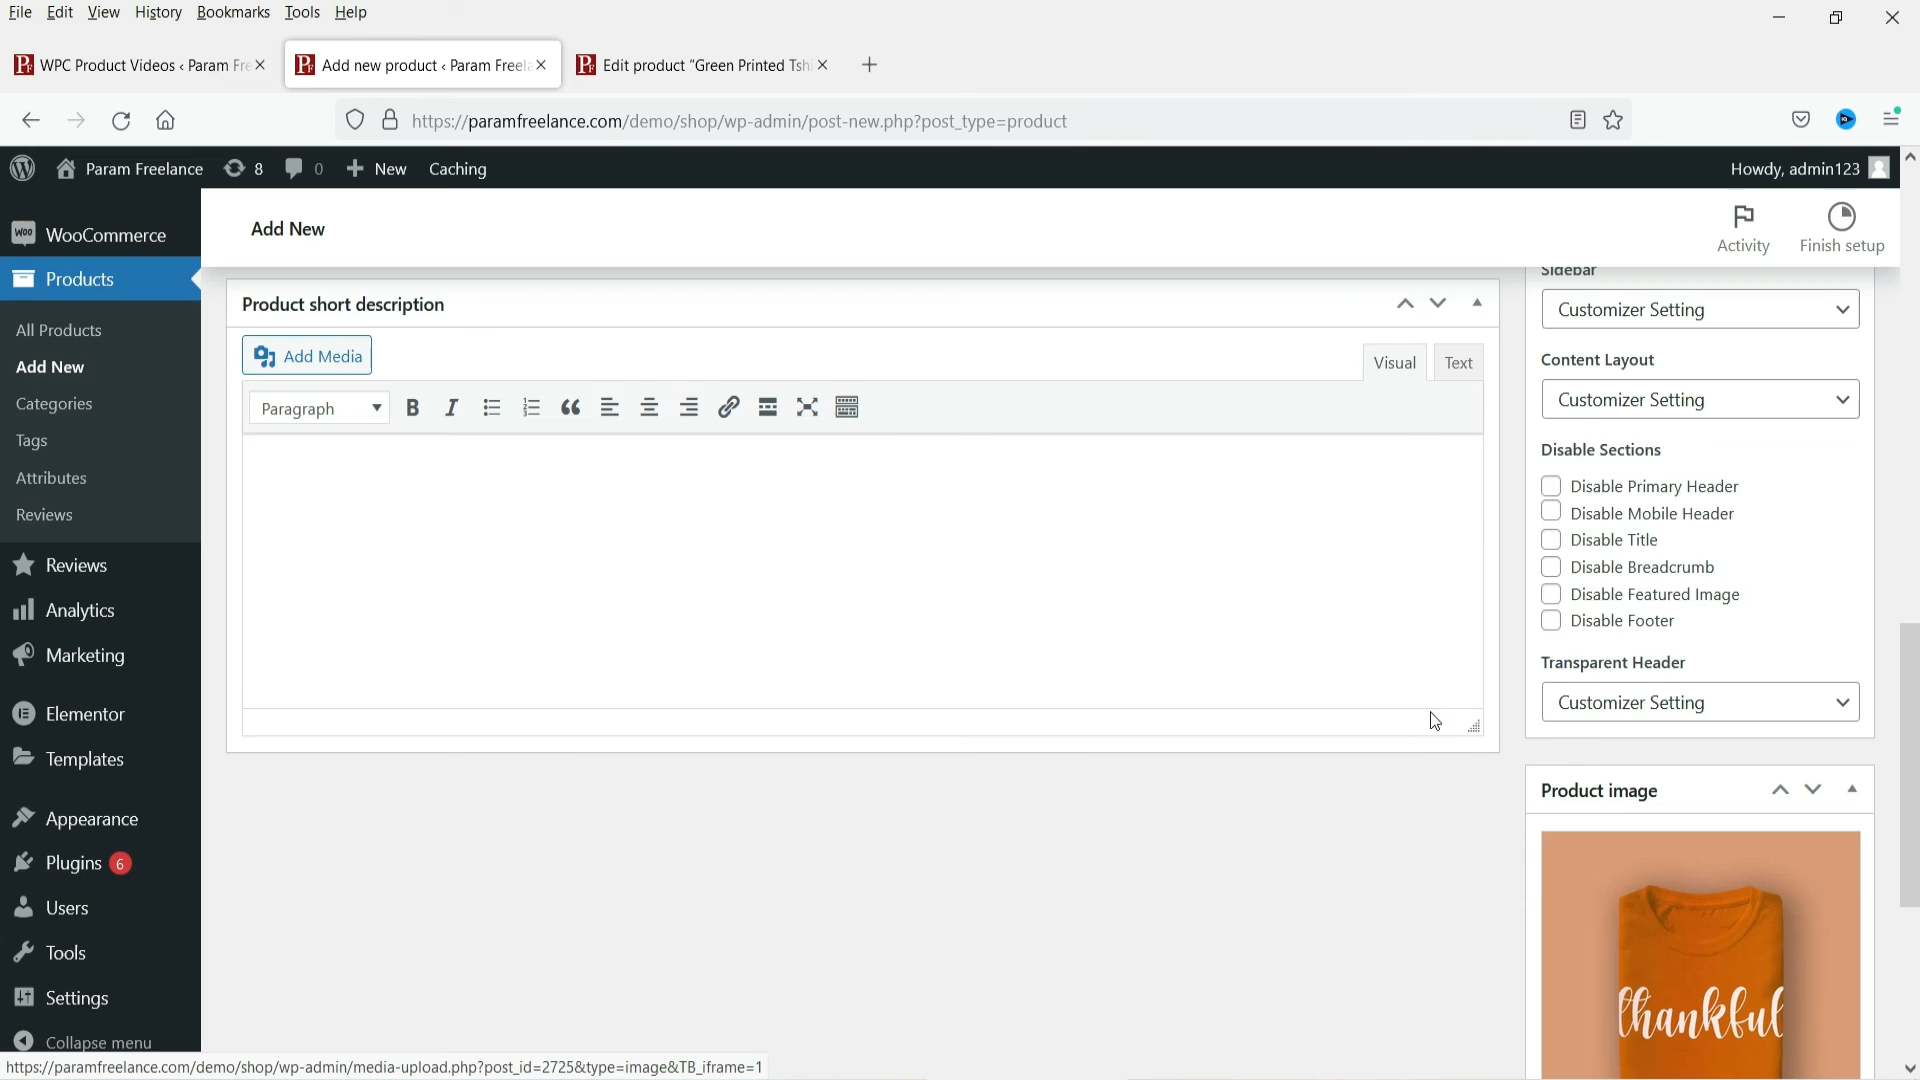 File Edit View History Bookmarks Tools Help
WPC Product Videos ‹ Param Fre
Add new product ‹ Param Freela
Edit product "Green Printed Tshi
https://paramfreelance.com/demo/shop/wp-admin/post-new.php?post_type=product
Param Freelance 8 0 New Caching Howdy, admin123
WooCommerce
Products
All Products
Add New
Categories
Tags
Attributes
Reviews
Reviews
Analytics
Marketing
Elementor
Templates
Appearance
Plugins 6
Users
Tools
Settings
Collapse menu
Add New
Activity
Finish setup
Product short description
Add Media
Visual Text
Paragraph
Sidebar
Customizer Setting
Content Layout
Customizer Setting
Disable Sections
Disable Primary Header
Disable Mobile Header
Disable Title
Disable Breadcrumb
Disable Featured Image
Disable Footer
Transparent Header
Customizer Setting
Product image
thankful
https://paramfreelance.com/demo/shop/wp-admin/media-upload.php?post_id=2725&type=image&TB_iframe=1